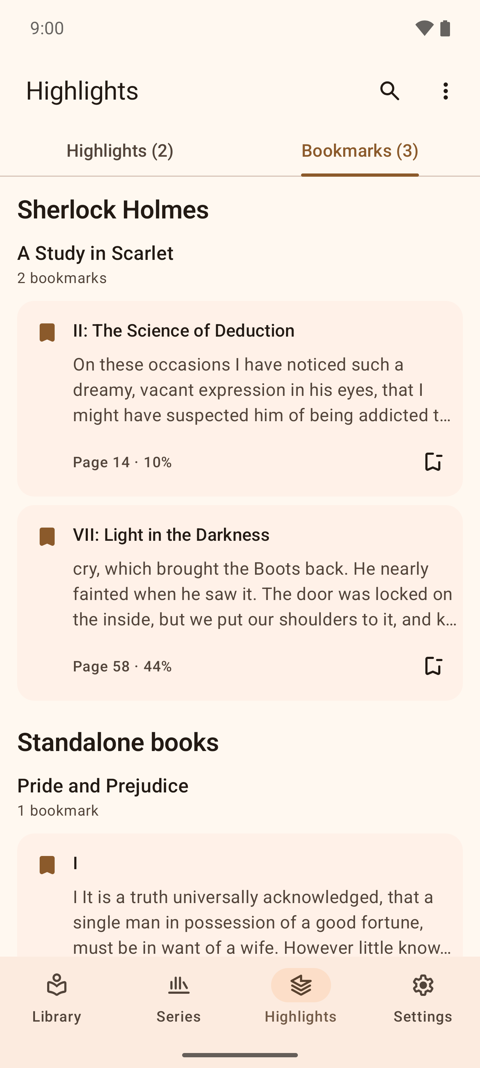 9:00
Highlights
Highlights (2)
Bookmarks (3)
Sherlock Holmes
A Study in Scarlet
2 bookmarks
II: The Science of Deduction
On these occasions I have noticed such a
dreamy, vacant expression in his eyes, that I
might have suspected him of being addicted t…
Page 14 · 10%
VII: Light in the Darkness
cry, which brought the Boots back. He nearly
fainted when he saw it. The door was locked on
the inside, but we put our shoulders to it, and k…
Page 58 · 44%
Standalone books
Pride and Prejudice
1 bookmark
I
I It is a truth universally acknowledged, that a
single man in possession of a good fortune,
must be in want of a wife. However little know…
Library
Series
Highlights
Settings